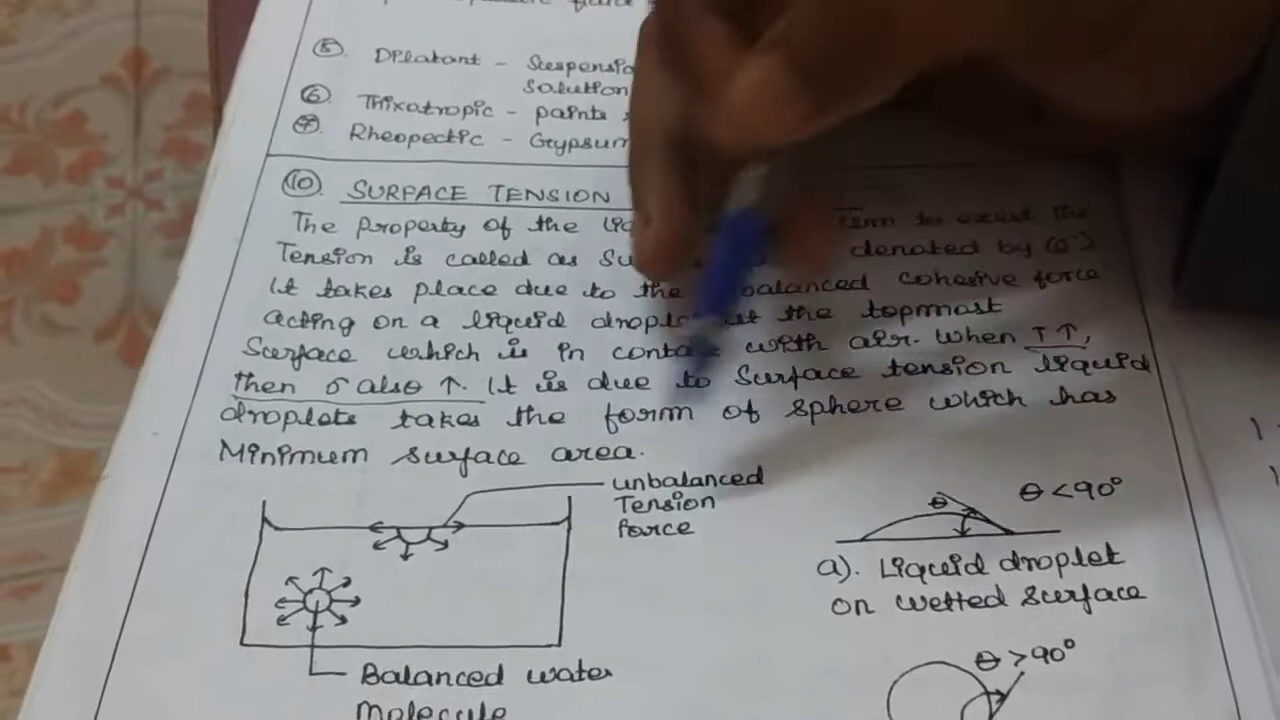 5. Dilatant - Suspensio
solution
6. Thixotropic - paints
7. Rheopectic - Gypsum
10. SURFACE TENSION
The property of the to exert the
Tension is called as denoted by (σ)
It takes place due to the balanced cohesive force
acting on a liquid at the topmost
Surface which is in with air. when T ↑,
then σ also ↑. It is due to Surface tension liquid
droplets takes the form of sphere which has
Minimum surface area.
unbalanced
Tension
force
θ
θ < 90°
a). Liquid droplet
on wetted surface
θ > 90°
Balanced water
Molecule